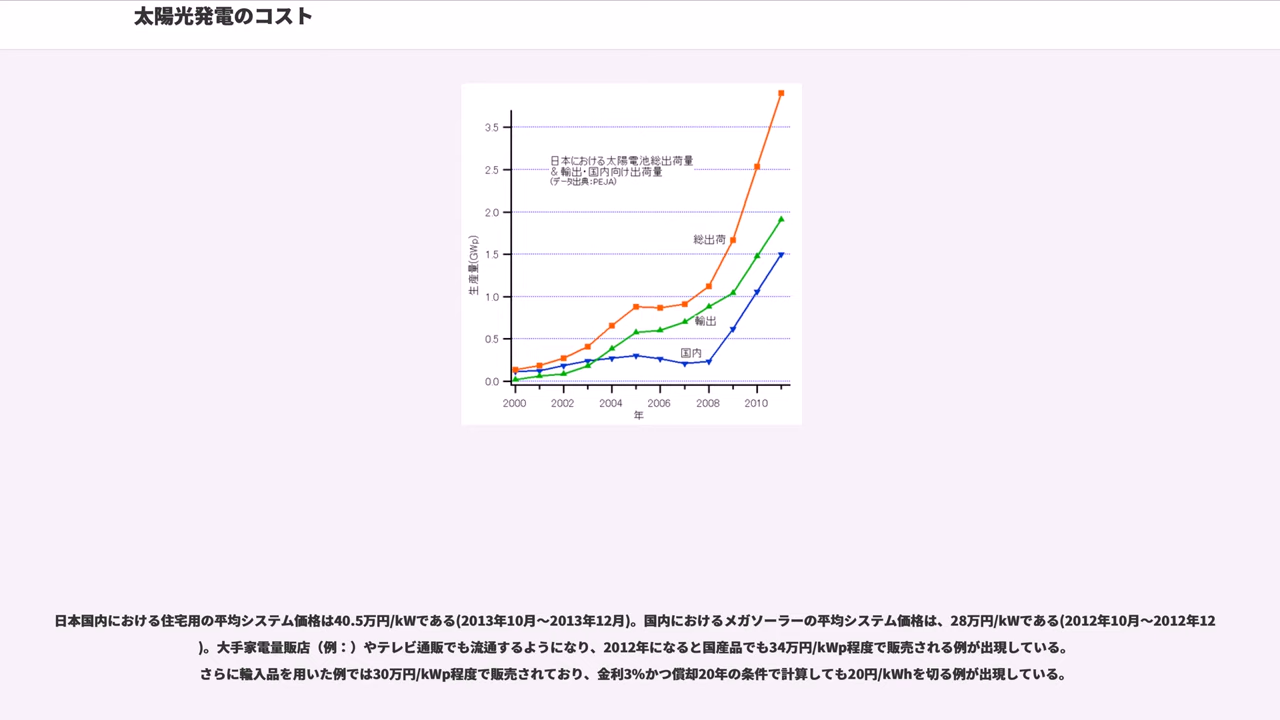 太陽光発電のコスト
3.5
日本における太陽電池総出荷量
2.5
& 輸出・国内向け出荷量
(データ出典:PEJA)
2.0
総出荷
生産量(GWp)
1.5
1.0
輸出
0.5
国内
0.0
2000 2002 2004 2006 2008 2010
年
日本国内における住宅用の平均システム価格は40.5万円/kWである(2013年10月〜2013年12月)。国内におけるメガソーラーの平均システム価格は、28万円/kWである(2012年10月〜2012年12
)。大手家電量販店（例：）やテレビ通販でも流通するようになり、2012年になると国産品でも34万円/kWp程度で販売される例が出現している。
さらに輸入品を用いた例では30万円/kWp程度で販売されており、金利3%かつ償却20年の条件で計算しても20円/kWhを切る例が出現している。